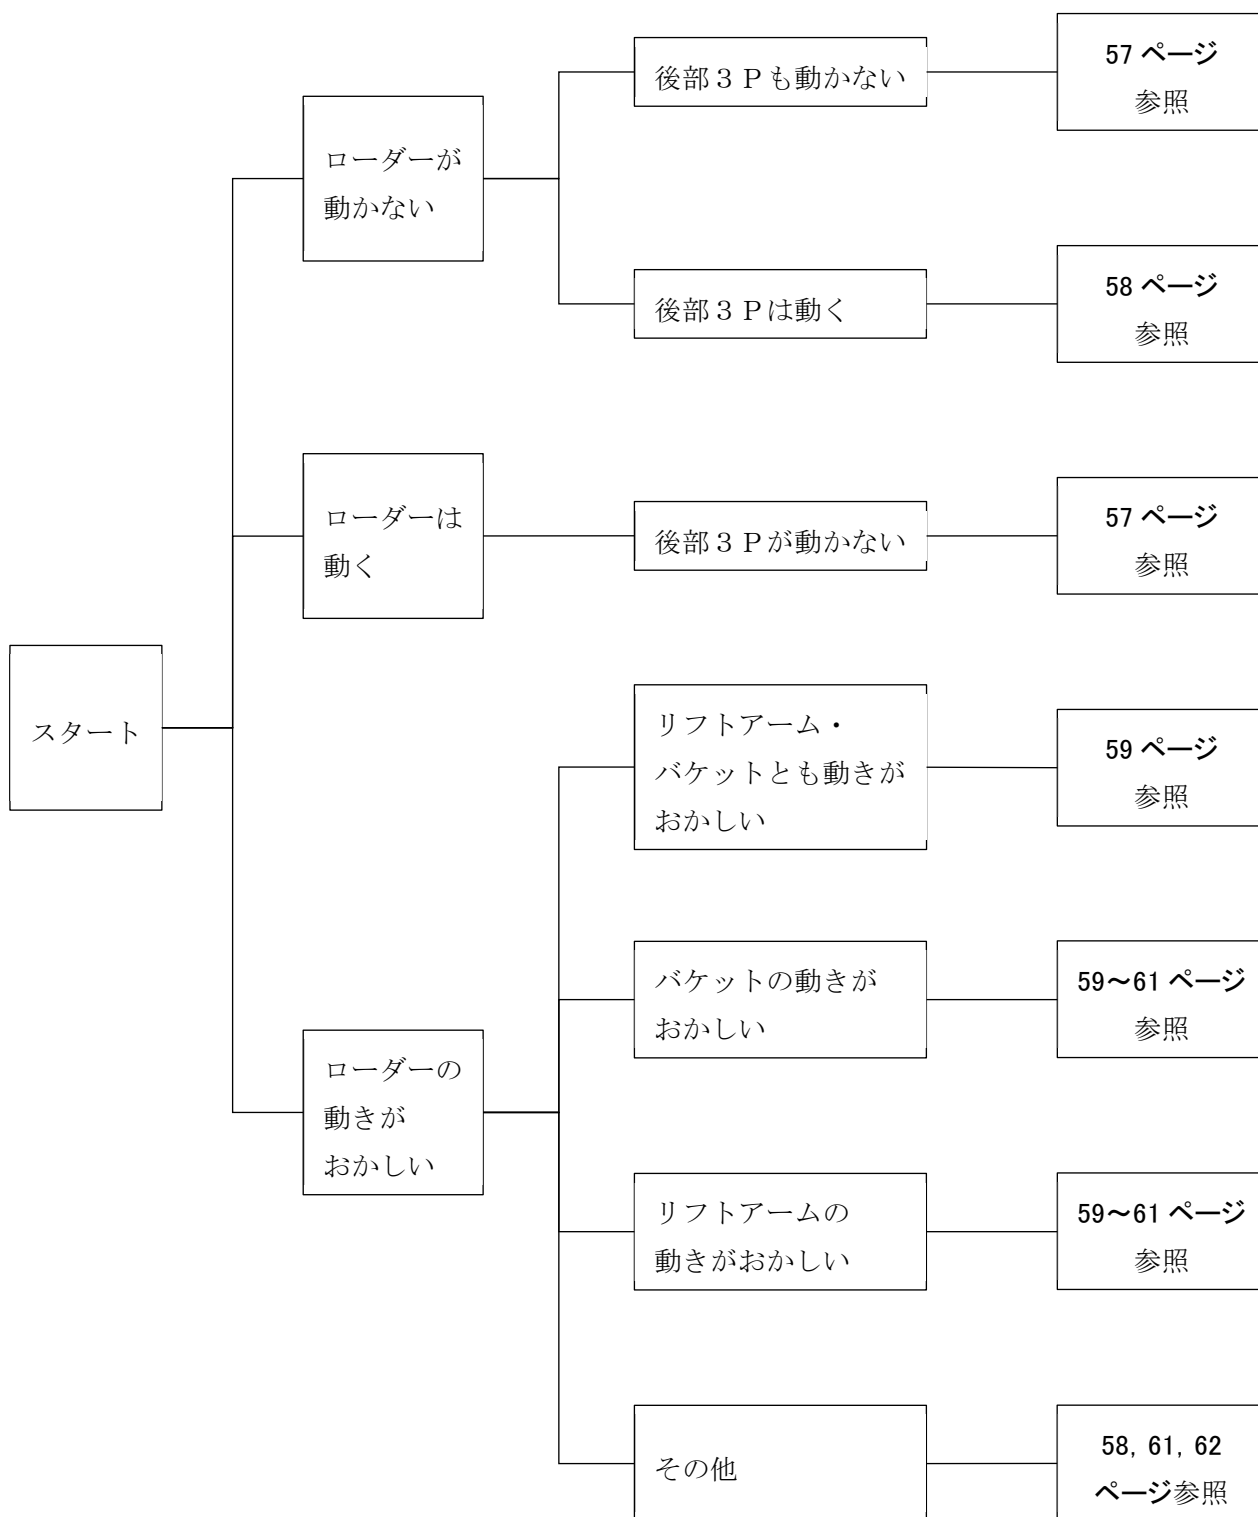 スタート
ローダーが
動かない
後部３Ｐも動かない
57 ページ
参照
後部３Ｐは動く
58 ページ
参照
ローダーは
動く
後部３Ｐが動かない
57 ページ
参照
ローダーの
動きが
おかしい
リフトアーム・
バケットとも動きが
おかしい
59 ページ
参照
バケットの動きが
おかしい
59～61 ページ
参照
リフトアームの
動きがおかしい
59～61 ページ
参照
その他
58, 61, 62
ページ参照